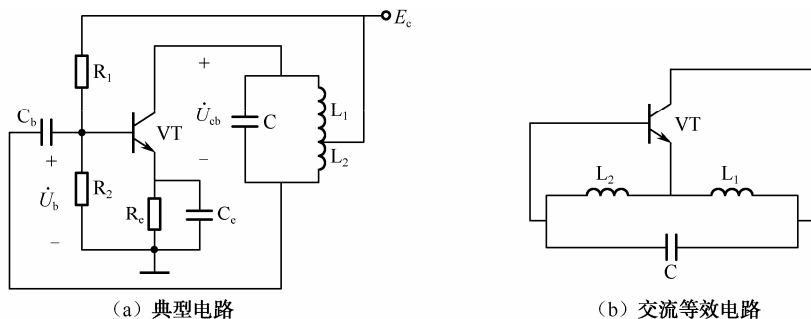 E_c
R_1
C_b
VT
+
+
U̇_cb
–
C
L_1
L_2
U̇_b
–
R_2
R_e
C_e
(a) 典型电路
VT
L_2
L_1
C
(b) 交流等效电路